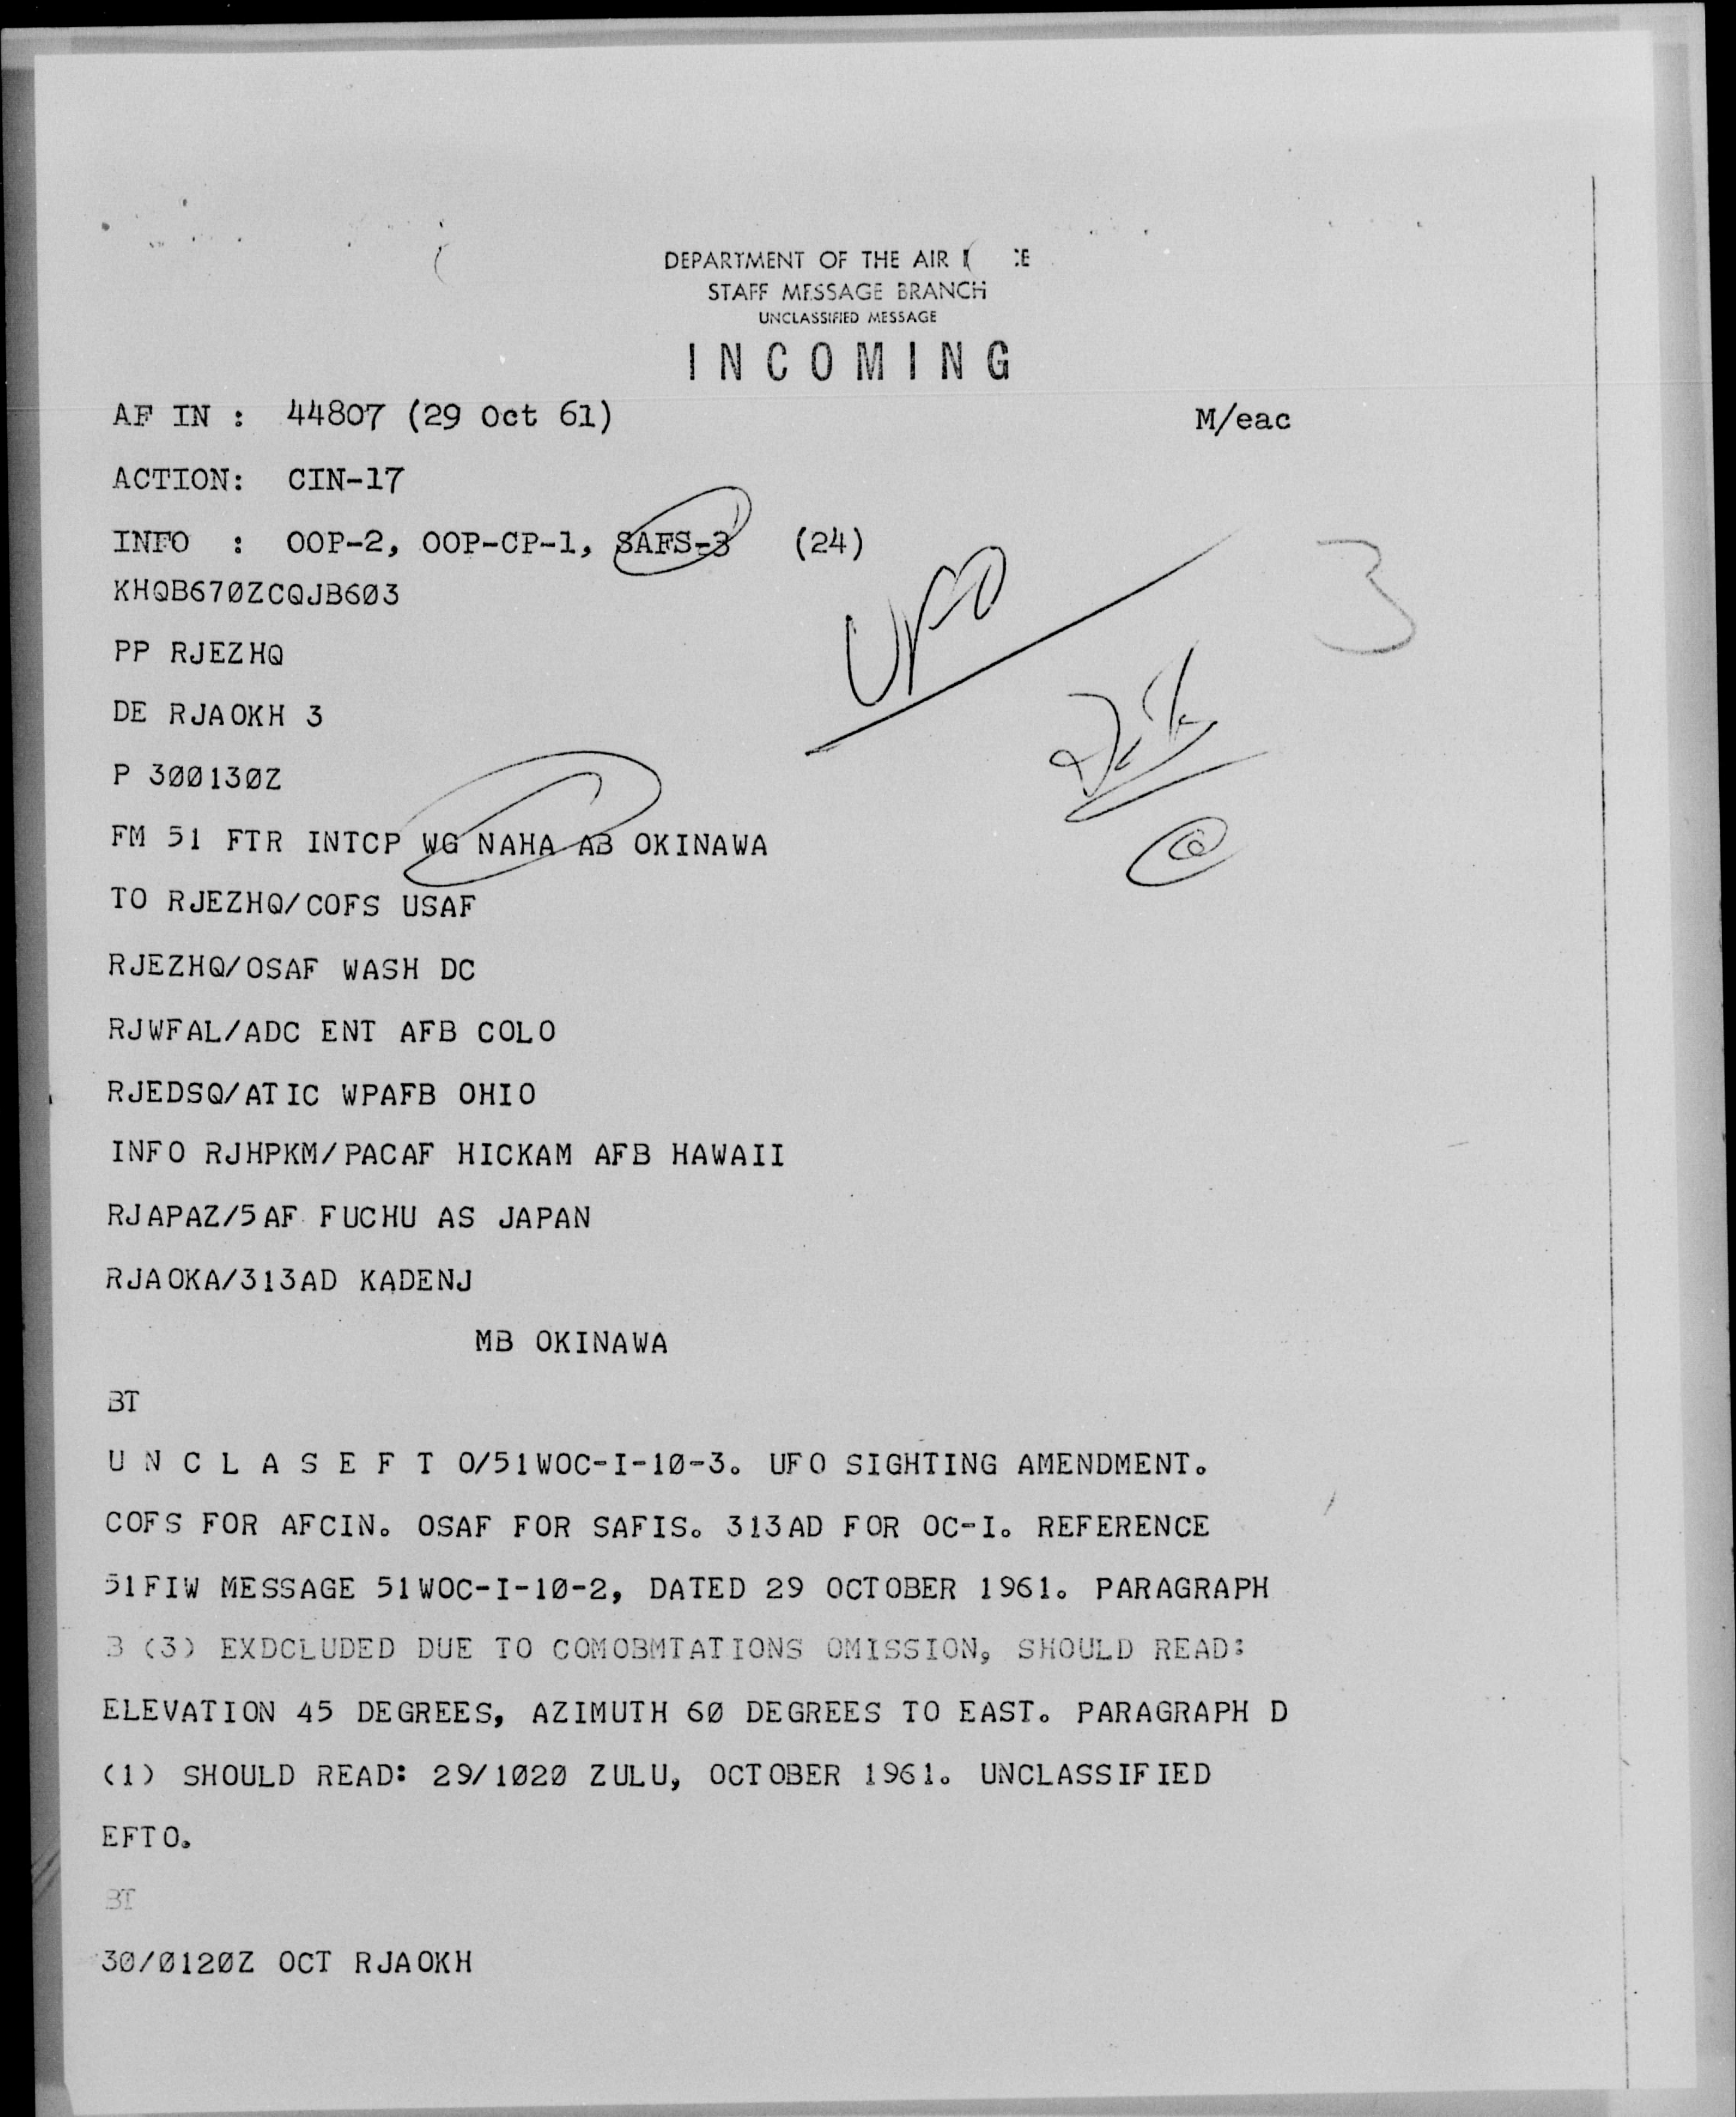 DEPARTMENT OF THE AIR
STAFF MESSAGE BRANCH
UNCLASSIFIED MESSAGE
INCOMING
AF IN : 44807 (29 Oct 61) M/eac
ACTION: CIN-17
INFO : OOP-2, OOP-CP-1, SAFS-3 (24)
UFO
3
KHQB670ZCQJB603
PP RJEZHQ
DE RJAOKH 3
P 300130Z
FM 51 FTR INTCP WG NAHA AB OKINAWA
TO RJEZHQ/COFS USAF
RJEZHQ/OSAF WASH DC
RJWFAL/ADC ENT AFB COLO
RJEDSQ/ATIC WPAFB OHIO
INFO RJHPKM/PACAF HICKAM AFB HAWAII
RJAPAZ/5AF FUCHU AS JAPAN
RJAOKA/313AD KADENJ
MB OKINAWA
BT
U N C L A S E F T O/51WOC-I-10-3. UFO SIGHTING AMENDMENT.
COFS FOR AFCIN. OSAF FOR SAFIS. 313AD FOR OC-I. REFERENCE
51FIW MESSAGE 51WOC-I-10-2, DATED 29 OCTOBER 1961. PARAGRAPH
B (3) EXDCLUDED DUE TO COMOBMTATIONS OMISSION, SHOULD READ:
ELEVATION 45 DEGREES, AZIMUTH 60 DEGREES TO EAST. PARAGRAPH D
(1) SHOULD READ: 29/1020 ZULU, OCTOBER 1961. UNCLASSIFIED
EFTO.
BT
30/0120Z OCT RJAOKH